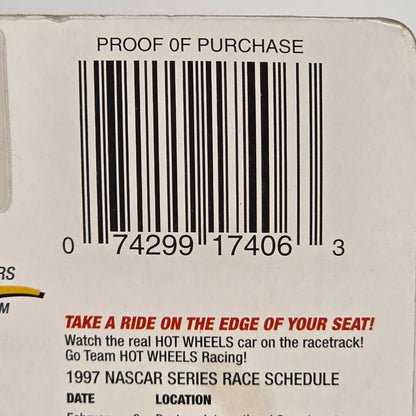 PROOF 0F PURCHASE
0 74299 17406 3
RS
M
TAKE A RIDE ON THE EDGE OF YOUR SEAT!
Watch the real HOT WHEELS car on the racetrack!
Go Team HOT WHEELS Racing!
1997 NASCAR SERIES RACE SCHEDULE
DATE LOCATION